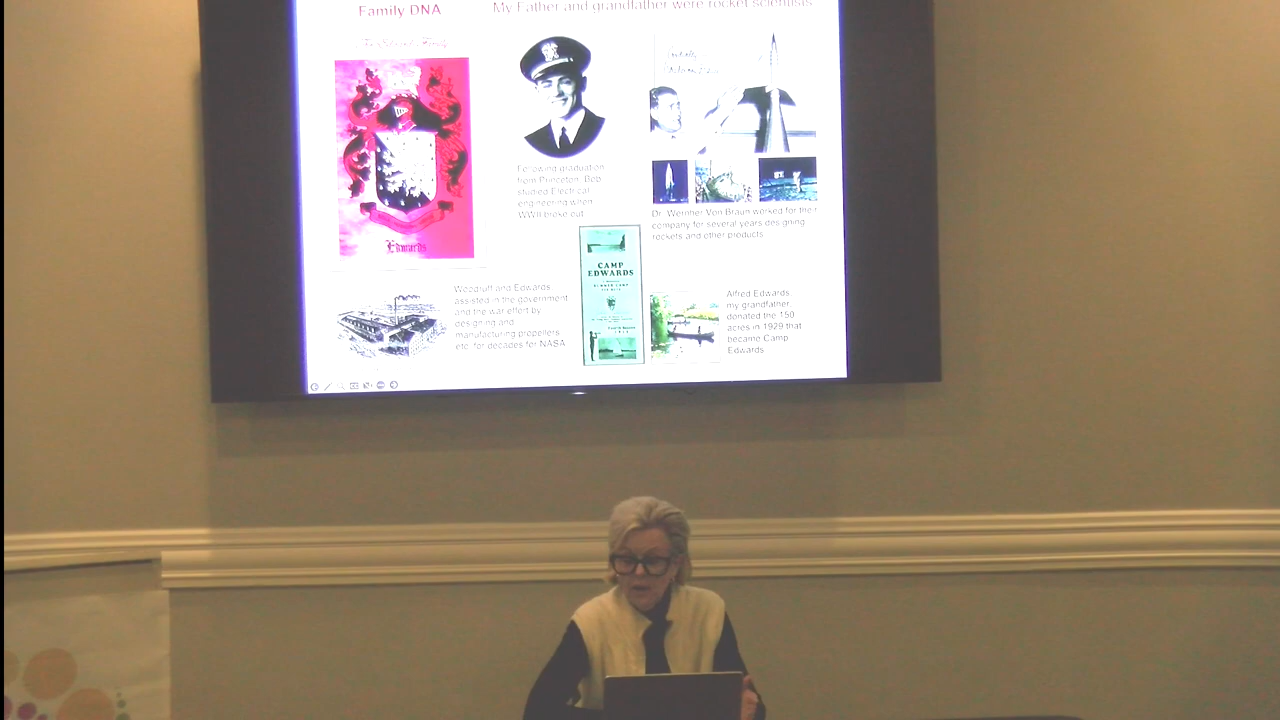 Family DNA
My Father and grandfather were rocket scientists
Following graduation
from Princeton, Bob
studied Electrical
engineering when
WWII broke out
Dr. Wernher Von Braun worked for their
company for several years designing
rockets and other products
Edwards
CAMP
EDWARDS
SUMMER CAMP
Woodruff and Edwards
assisted in the government
and the war effort by
designing and
manufacturing propellers
etc. for decades for NASA
Alfred Edwards,
my grandfather,
donated the 150
acres in 1929 that
became Camp
Edwards